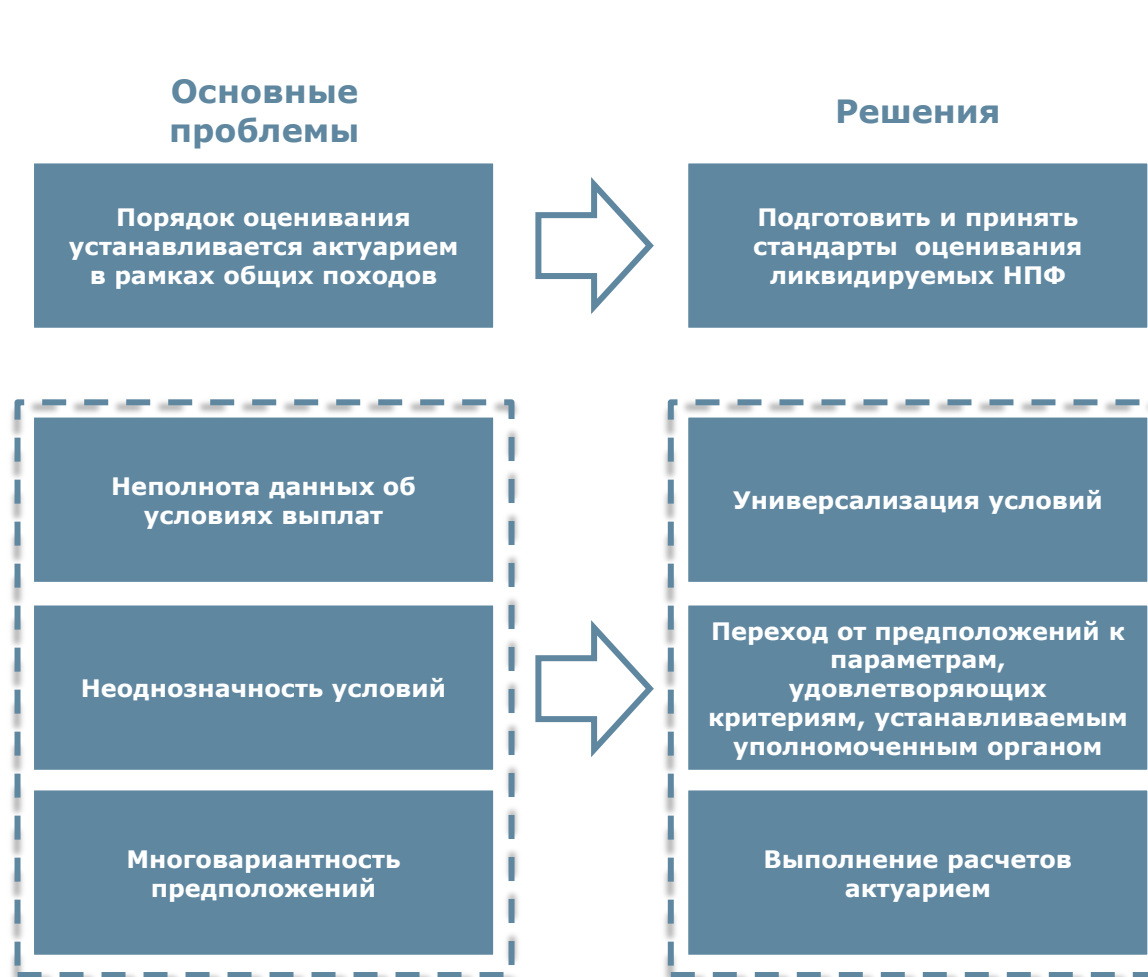 Основные
проблемы
Решения
Порядок оценивания
устанавливается актуарием
в рамках общих походов
Подготовить и принять
стандарты оценивания
ликвидируемых НПФ
Неполнота данных об
условиях выплат
Универсализация условий
Неоднозначность условий
Переход от предположений к
параметрам,
удовлетворяющих
критериям, устанавливаемым
уполномоченным органом
Многовариантность
предположений
Выполнение расчетов
актуарием